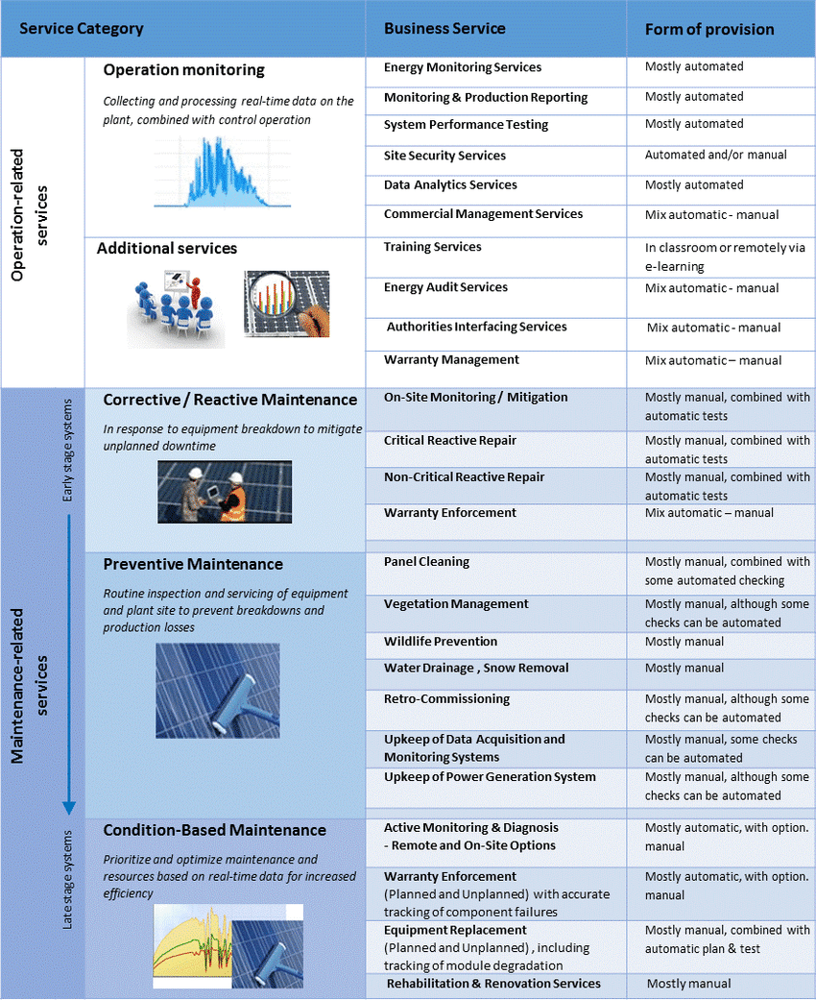 Service Category
Business Service
Form of provision
Operation-related
services
Operation monitoring
Collecting and processing real-time data on the
plant, combined with control operation
Energy Monitoring Services
Mostly automated
Monitoring & Production Reporting
Mostly automated
System Performance Testing
Mostly automated
Site Security Services
Automated and/or manual
Data Analytics Services
Mostly automated
Commercial Management Services
Mix automatic - manual
Additional services
Training Services
In classroom or remotely via
e-learning
Energy Audit Services
Mix automatic - manual
Authorities Interfacing Services
Mix automatic - manual
Warranty Management
Mix automatic – manual
Maintenance-related
services
Early stage systems
Late stage systems
Corrective / Reactive Maintenance
In response to equipment breakdown to mitigate
unplanned downtime
On-Site Monitoring / Mitigation
Mostly manual, combined with
automatic tests
Critical Reactive Repair
Mostly manual, combined with
automatic tests
Non-Critical Reactive Repair
Mostly manual, combined with
automatic tests
Warranty Enforcement
Mix automatic – manual
Preventive Maintenance
Routine inspection and servicing of equipment
and plant site to prevent breakdowns and
production losses
Panel Cleaning
Mostly manual, combined with
some automated checking
Vegetation Management
Mostly manual, although some
checks can be automated
Wildlife Prevention
Mostly manual
Water Drainage , Snow Removal
Mostly manual
Retro-Commissioning
Mostly manual, although some
checks can be automated
Upkeep of Data Acquisition and
Monitoring Systems
Mostly manual, some checks
can be automated
Upkeep of Power Generation System
Mostly manual, although some
checks can be automated
Condition-Based Maintenance
Prioritize and optimize maintenance and
resources based on real-time data for increased
efficiency
Active Monitoring & Diagnosis
- Remote and On-Site Options
Mostly automatic, with option.
manual
Warranty Enforcement
(Planned and Unplanned) with accurate
tracking of component failures
Mostly automatic, with option.
manual
Equipment Replacement
(Planned and Unplanned) , including
tracking of module degradation
Mostly manual, combined with
automatic plan & test
Rehabilitation & Renovation Services
Mostly manual